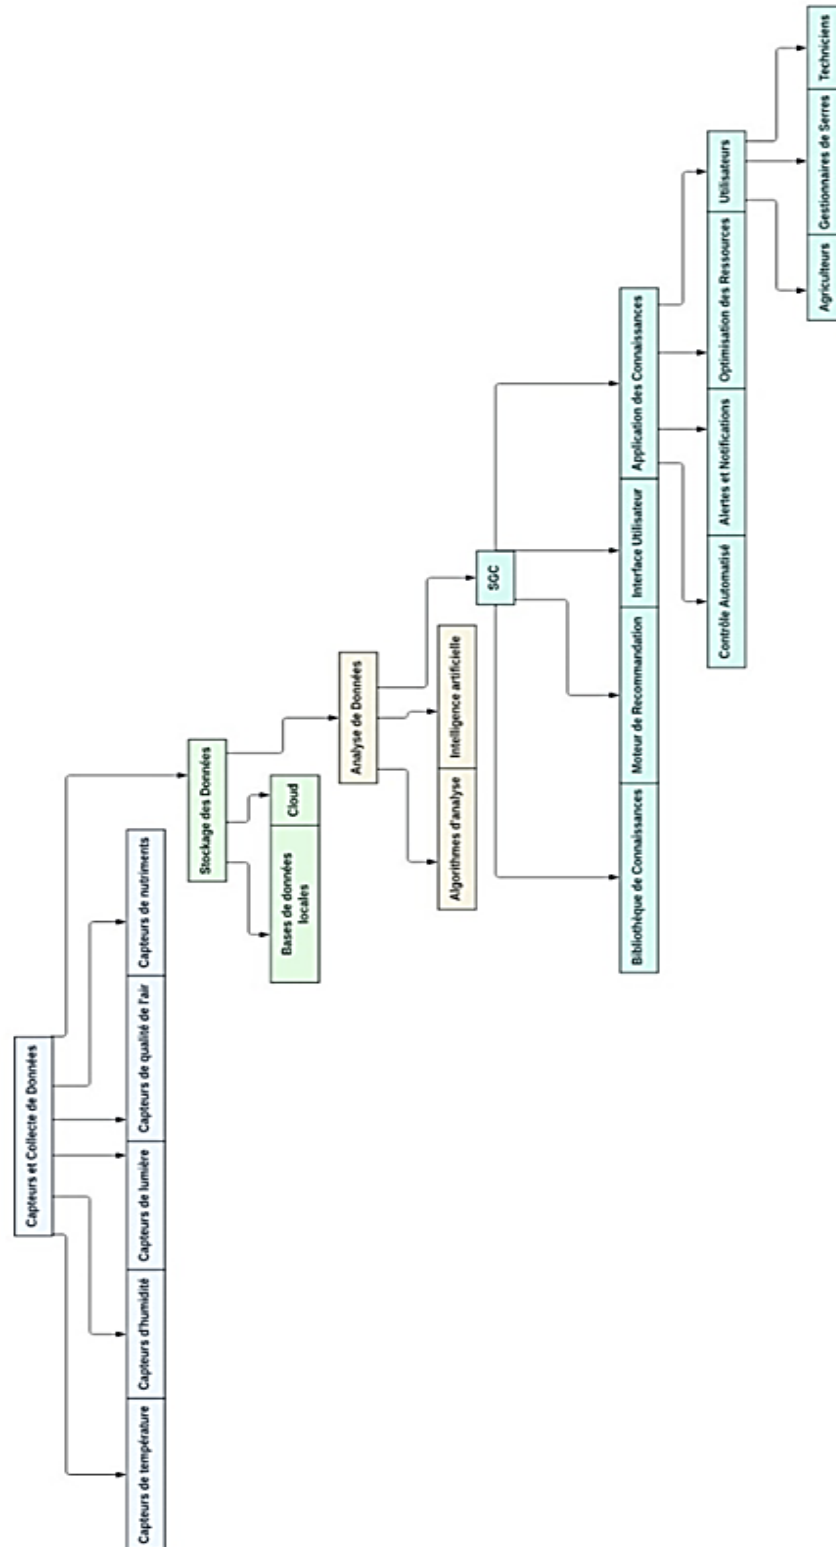 Capteurs et Collecte de Données
Capteurs de température
Capteurs d'humidité
Capteurs de lumière
Capteurs de qualité de l'air
Capteurs de nutriments
Stockage des Données
Bases de données
locales
Cloud
Analyse de Données
Algorithmes d'analyse
Intelligence artificielle
SGC
Bibliothèque de Connaissances
Moteur de Recommandation
Interface Utilisateur
Application des Connaissances
Contrôle Automatisé
Alertes et Notifications
Optimisation des Ressources
Utilisateurs
Agriculteurs
Gestionnaires de Serres
Techniciens